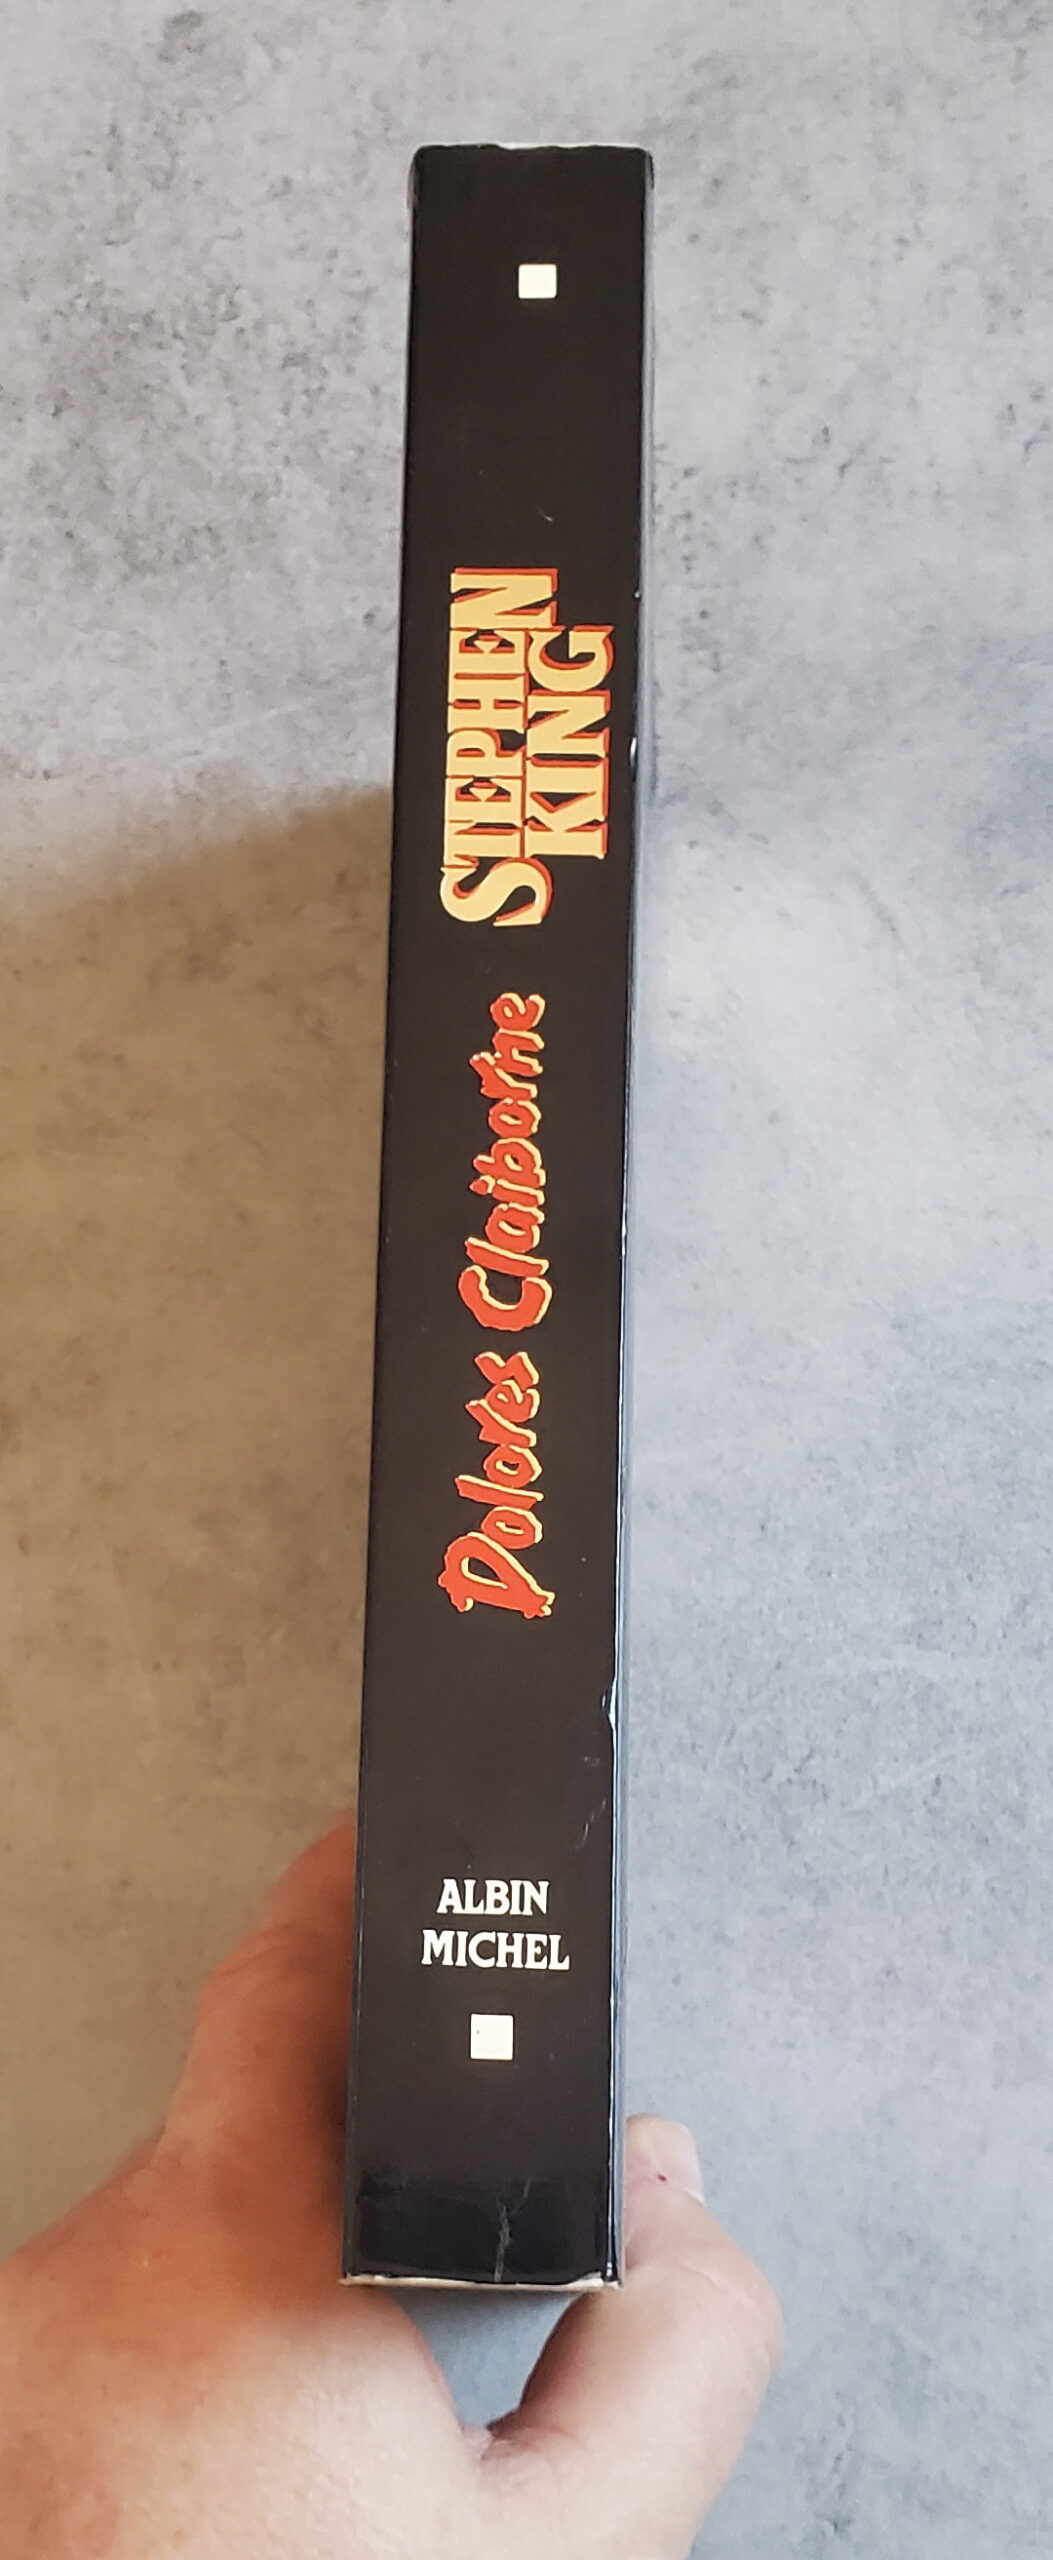 STEPHEN
KING
Dolores Claiborne
ALBIN
MICHEL